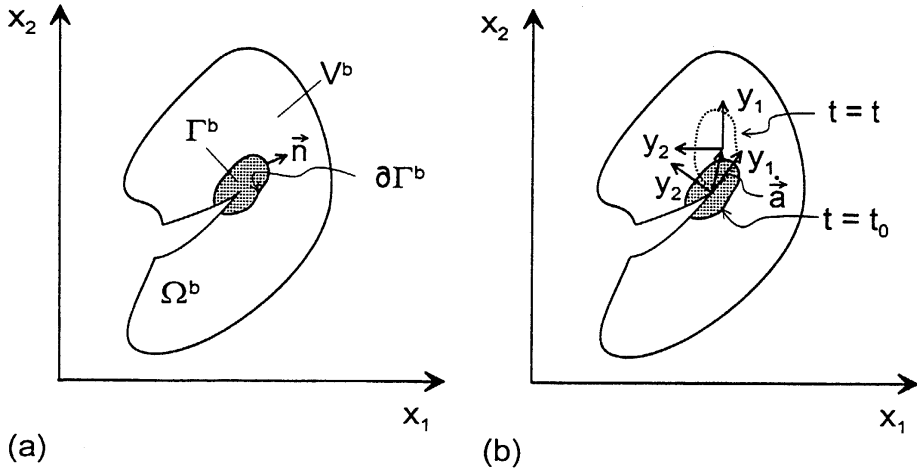 x₂
Vᵇ
Γᵇ
n⃗
∂Γᵇ
Ωᵇ
x₁
(a)
x₂
y₁
t = t
y₂
y₁
y₂
ȧ⃗
t = t₀
x₁
(b)